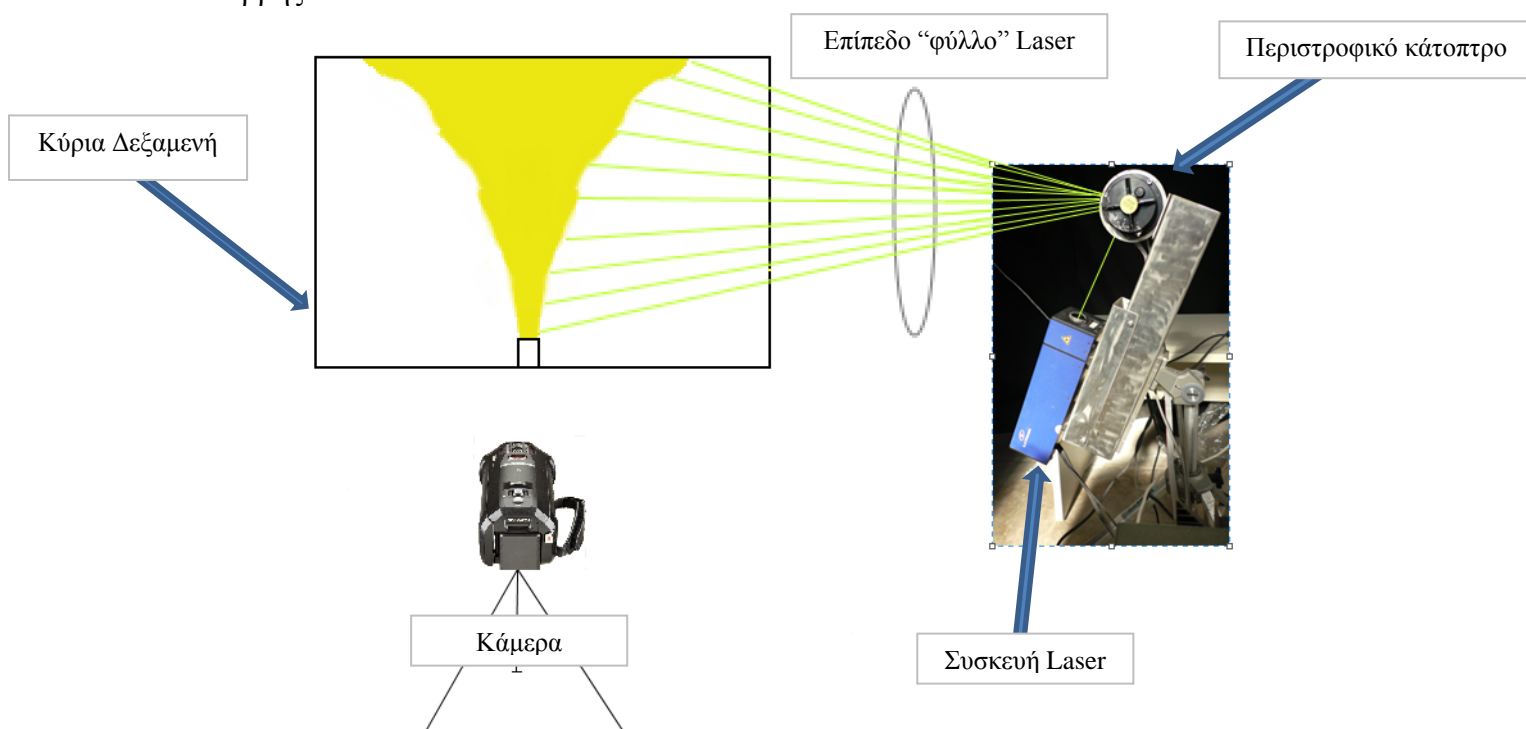 Επίπεδο “φύλλο” Laser
Περιστροφικό κάτοπτρο
Κύρια Δεξαμενή
Κάμερα
Συσκευή Laser